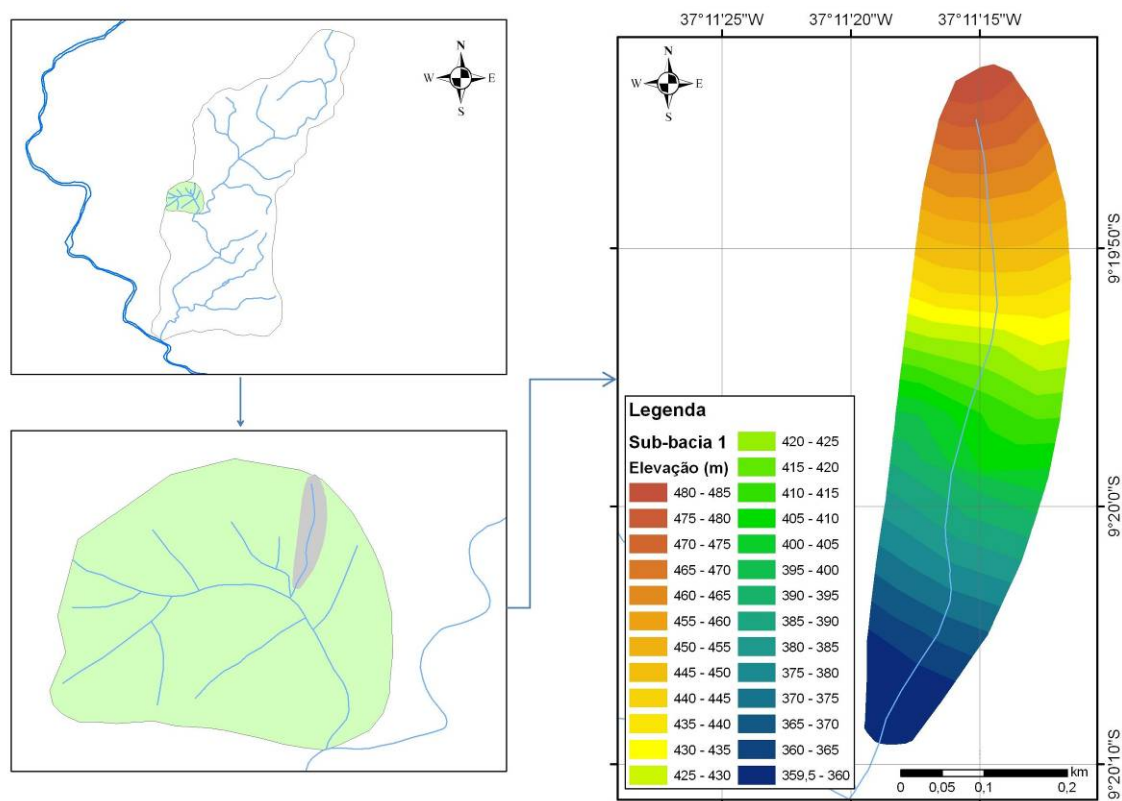 N
W E
S
37°11'25"W 37°11'20"W 37°11'15"W
N
W E
S
9°19'50"S
9°20'0"S
9°20'10"S
Legenda
Sub-bacia 1
Elevação (m)
480 - 485
475 - 480
470 - 475
465 - 470
460 - 465
455 - 460
450 - 455
445 - 450
440 - 445
435 - 440
430 - 435
425 - 430
420 - 425
415 - 420
410 - 415
405 - 410
400 - 405
395 - 400
390 - 395
385 - 390
380 - 385
375 - 380
370 - 375
365 - 370
360 - 365
359,5 - 360
km
0 0,05 0,1 0,2